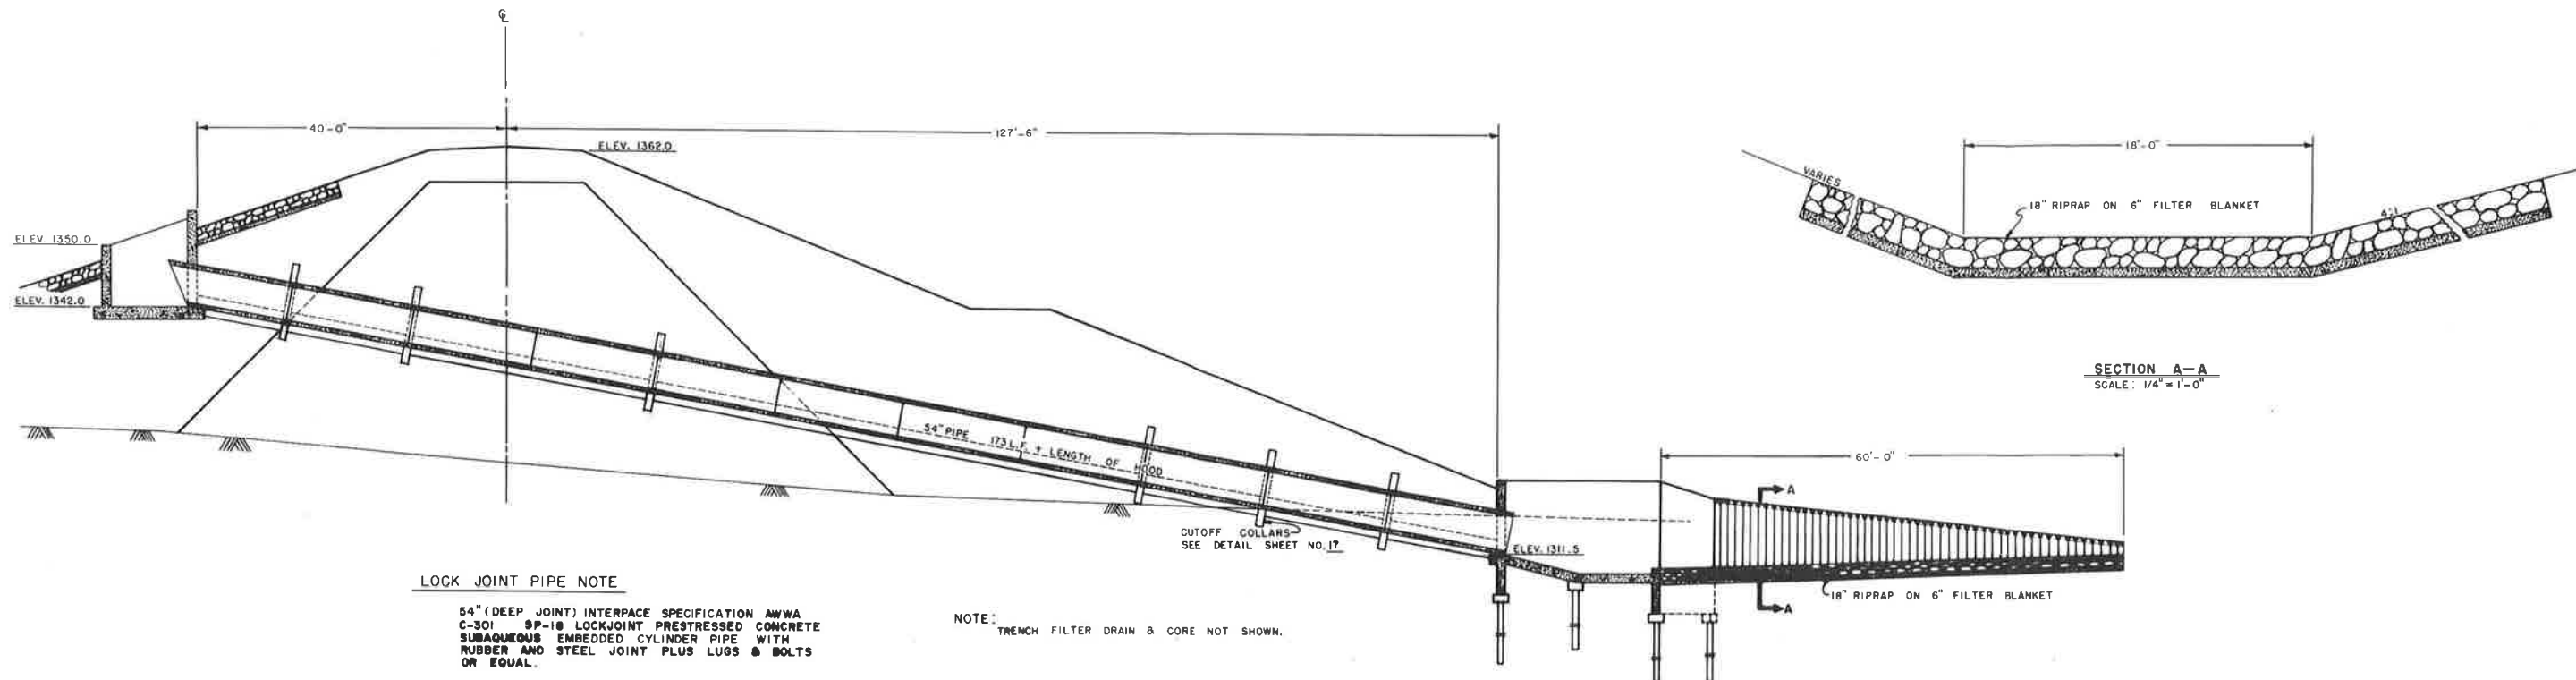 ℄
40'-0"
127'-6"
ELEV. 1362.0
18'-0"
VARIES
18" RIPRAP ON 6" FILTER BLANKET
4:1
ELEV. 1350.0
ELEV. 1342.0
SECTION A-A
SCALE: 1/4" = 1'-0"
54" PIPE 173 L.F. + LENGTH OF HOOD
60'-0"
A
CUTOFF COLLARS
SEE DETAIL SHEET NO. 17
ELEV. 1311.5
18" RIPRAP ON 6" FILTER BLANKET
A
LOCK JOINT PIPE NOTE
54" (DEEP JOINT) INTERPACE SPECIFICATION AWWA
C-301 SP-18 LOCKJOINT PRESTRESSED CONCRETE
SUBAQUEOUS EMBEDDED CYLINDER PIPE WITH
RUBBER AND STEEL JOINT PLUS LUGS & BOLTS
OR EQUAL.
NOTE:
TRENCH FILTER DRAIN & CORE NOT SHOWN.